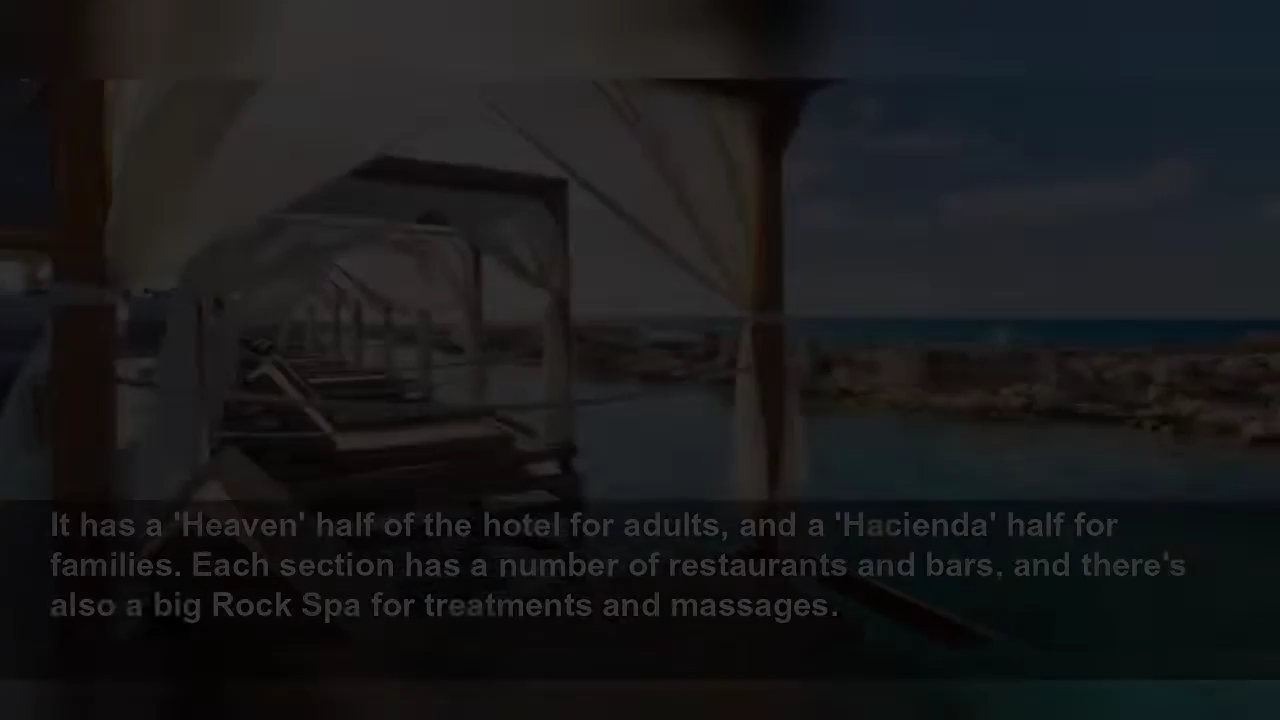 It has a 'Heaven' half of the hotel for adults, and a 'Hacienda' half for
families. Each section has a number of restaurants and bars, and there's
also a big Rock Spa for treatments and massages.